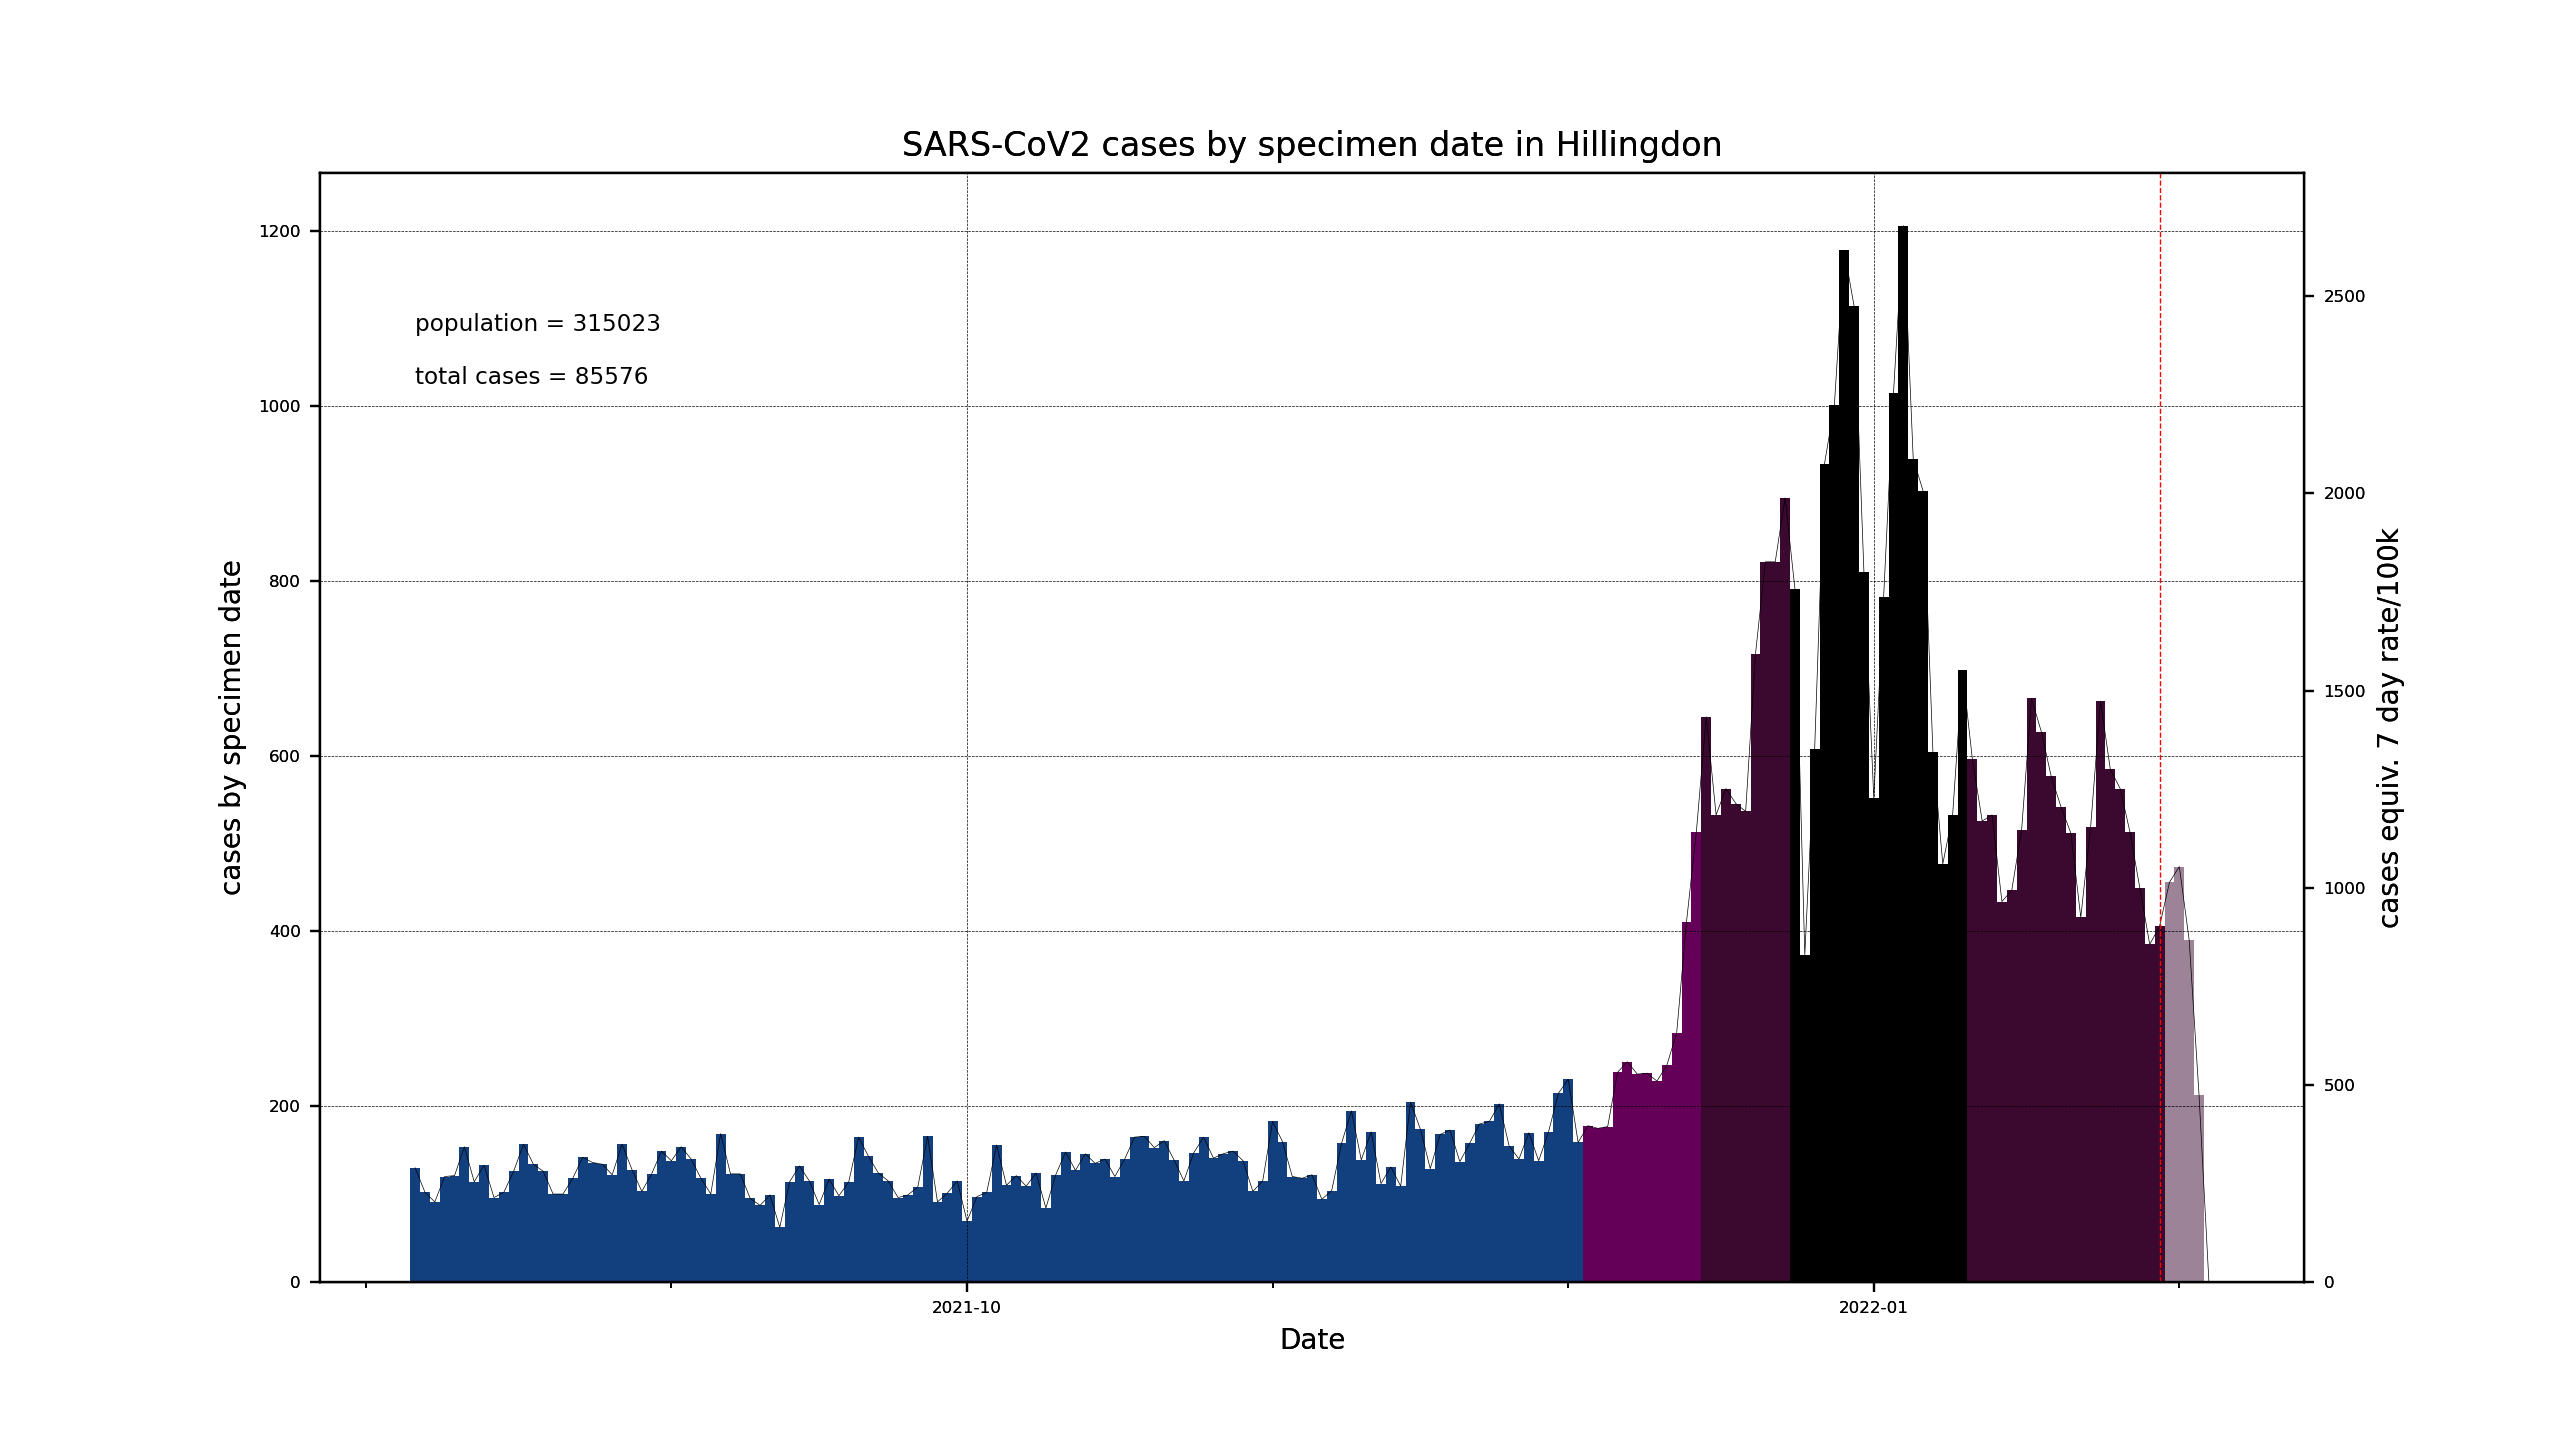 SARS-CoV2 cases by specimen date in Hillingdon
population = 315023
total cases = 85576
cases by specimen date
1200
1000
800
600
400
200
0
2500
2000
1500
1000
500
0
cases equiv. 7 day rate/100k
2021-10
2022-01
Date